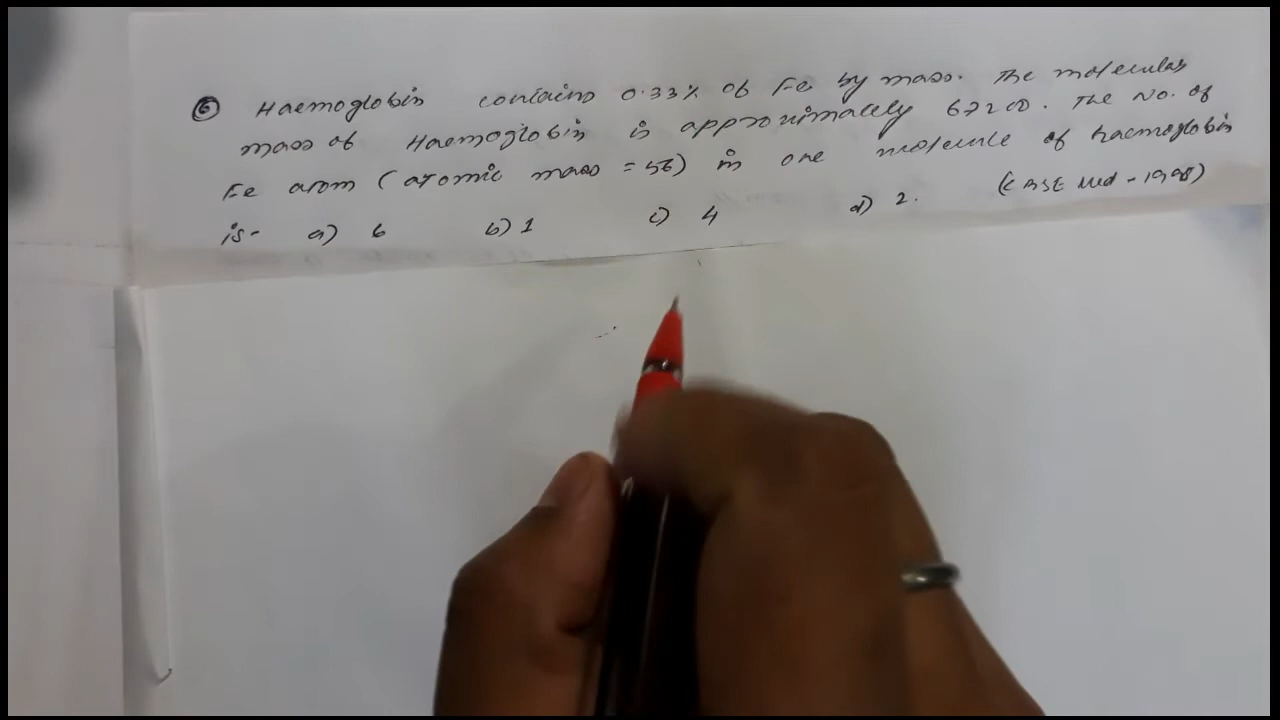 ⑥ Haemoglobin contains 0.33% of Fe by mass. The molecular
mass of Haemoglobin is approximately 67200. The No. of
Fe atom (atomic mass = 56) in one molecule of haemoglobin
is- a) 6 b) 1 c) 4 d) 2. (CBSE Med - 1998)